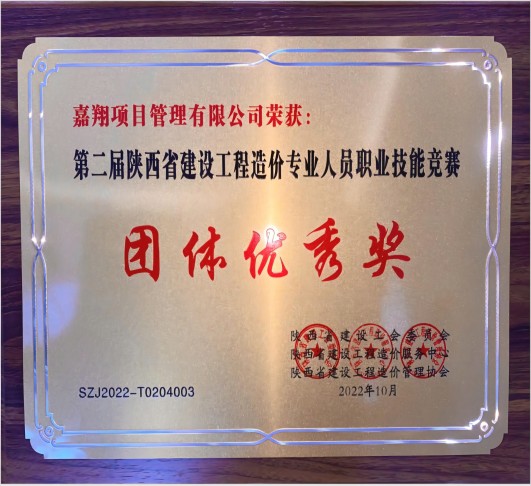 嘉翔项目管理有限公司荣获：
第二届陕西省建设工程造价专业人员职业技能竞赛
团体优秀奖
陕西省建设工会委员会
陕西省建设工程造价服务中心
陕西省建设工程造价管理协会
SZJ2022-T0204003
2022年10月